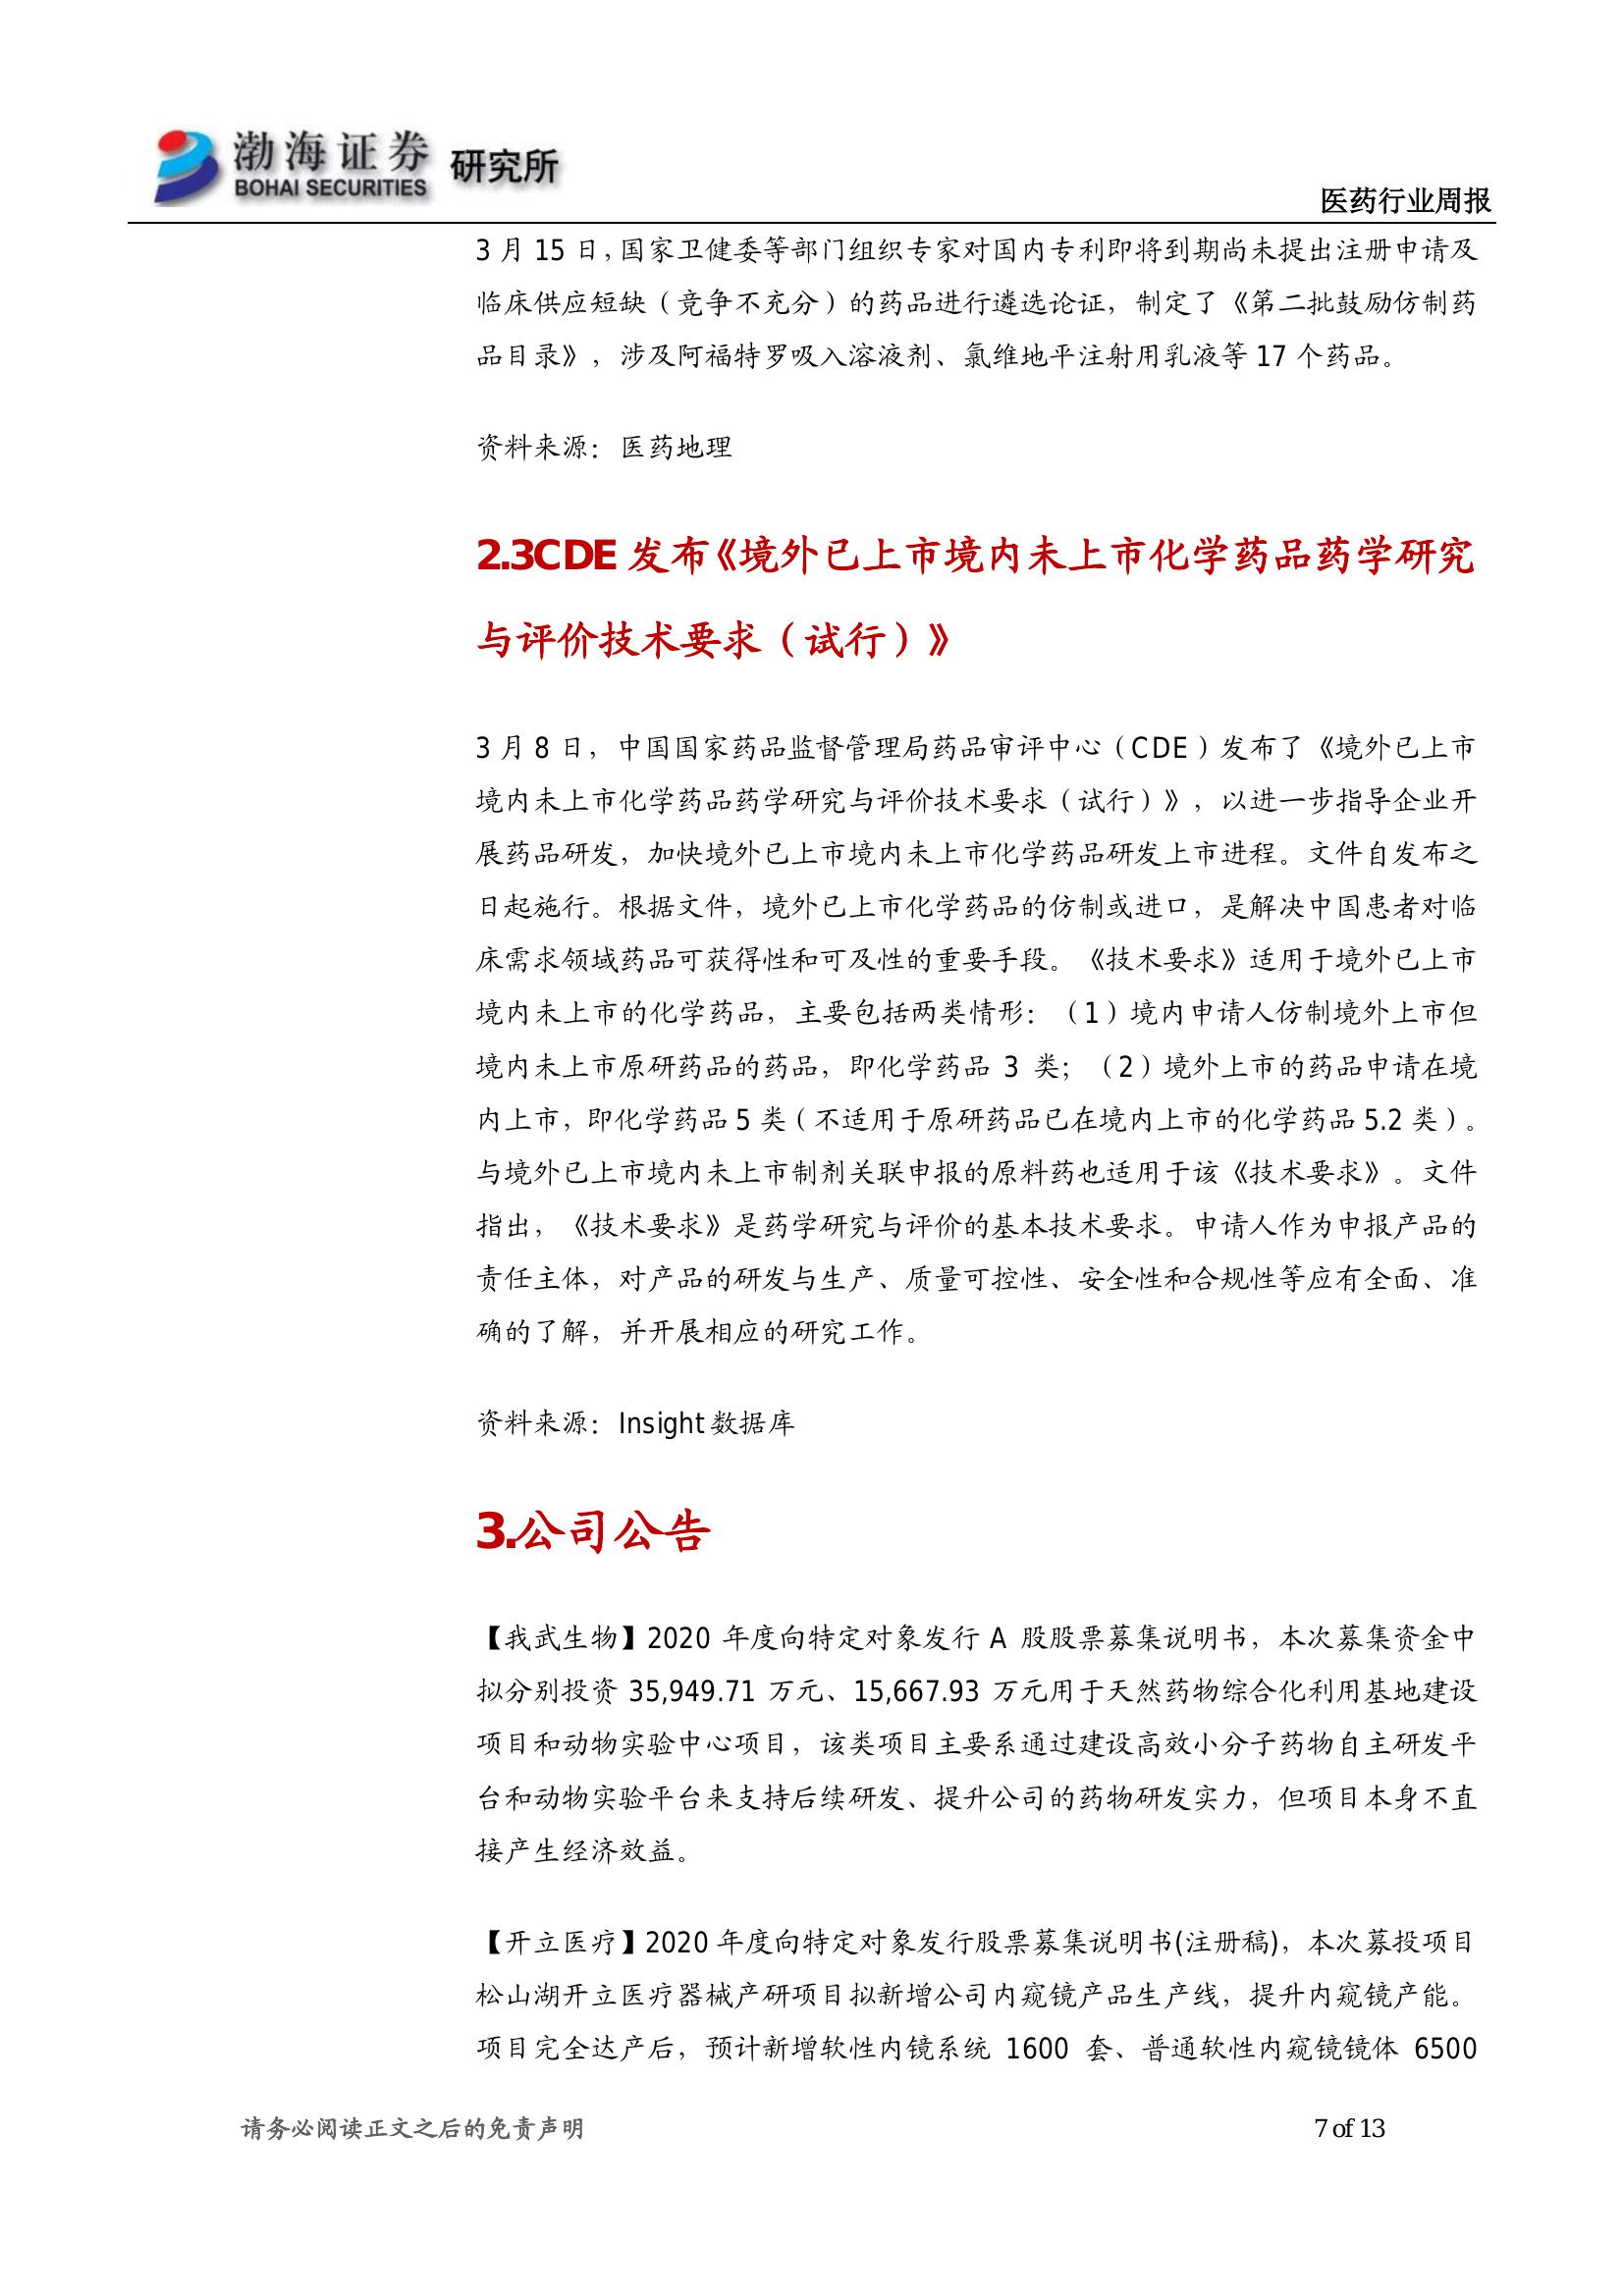 渤海证券 研究所
BOHAI SECURITIES
医药行业周报
3 月 15 日，国家卫健委等部门组织专家对国内专利即将到期尚未提出注册申请及
临床供应短缺（竞争不充分）的药品进行遴选论证，制定了《第二批鼓励仿制药
品目录》，涉及阿福特罗吸入溶液剂、氯维地平注射用乳液等 17 个药品。
资料来源：医药地理
2.3CDE 发布《境外已上市境内未上市化学药品药学研究
与评价技术要求（试行）》
3 月 8 日，中国国家药品监督管理局药品审评中心（CDE）发布了《境外已上市
境内未上市化学药品药学研究与评价技术要求（试行）》，以进一步指导企业开
展药品研发，加快境外已上市境内未上市化学药品研发上市进程。文件自发布之
日起施行。根据文件，境外已上市化学药品的仿制或进口，是解决中国患者对临
床需求领域药品可获得性和可及性的重要手段。《技术要求》适用于境外已上市
境内未上市的化学药品，主要包括两类情形：（1）境内申请人仿制境外上市但
境内未上市原研药品的药品，即化学药品 3 类；（2）境外上市的药品申请在境
内上市，即化学药品 5 类（不适用于原研药品已在境内上市的化学药品 5.2 类）。
与境外已上市境内未上市制剂关联申报的原料药也适用于该《技术要求》。文件
指出，《技术要求》是药学研究与评价的基本技术要求。申请人作为申报产品的
责任主体，对产品的研发与生产、质量可控性、安全性和合规性等应有全面、准
确的了解，并开展相应的研究工作。
资料来源：Insight 数据库
3.公司公告
【我武生物】2020 年度向特定对象发行 A 股股票募集说明书，本次募集资金中
拟分别投资 35,949.71 万元、15,667.93 万元用于天然药物综合化利用基地建设
项目和动物实验中心项目，该类项目主要系通过建设高效小分子药物自主研发平
台和动物实验平台来支持后续研发、提升公司的药物研发实力，但项目本身不直
接产生经济效益。
【开立医疗】2020 年度向特定对象发行股票募集说明书(注册稿)，本次募投项目
松山湖开立医疗器械产研项目拟新增公司内窥镜产品生产线，提升内窥镜产能。
项目完全达产后，预计新增软性内镜系统 1600 套、普通软性内窥镜镜体 6500
请务必阅读正文之后的免责声明
7 of 13